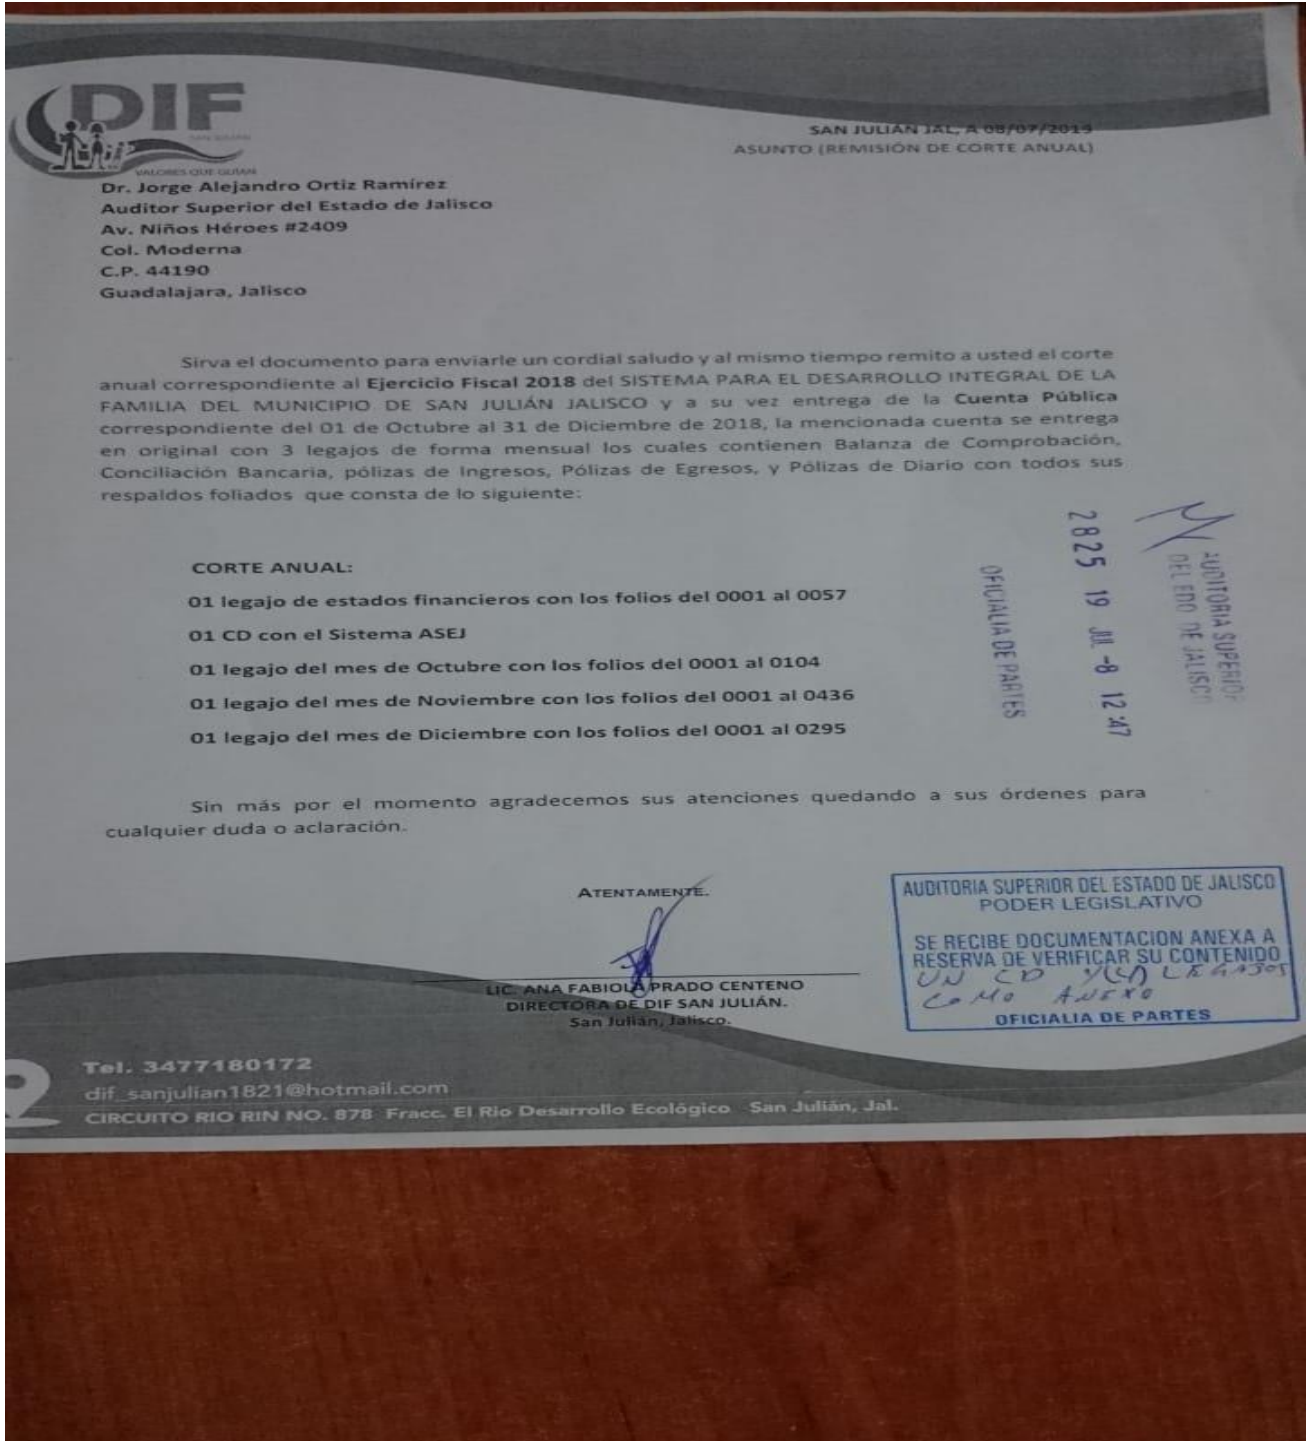 DIF
SAN JULIÁN
VALORES QUE GUÍAN
SAN JULIÁN JAL, A 08/07/2019
ASUNTO (REMISIÓN DE CORTE ANUAL)
Dr. Jorge Alejandro Ortiz Ramírez
Auditor Superior del Estado de Jalisco
Av. Niños Héroes #2409
Col. Moderna
C.P. 44190
Guadalajara, Jalisco
Sirva el documento para enviarle un cordial saludo y al mismo tiempo remito a usted el corte
anual correspondiente al Ejercicio Fiscal 2018 del SISTEMA PARA EL DESARROLLO INTEGRAL DE LA
FAMILIA DEL MUNICIPIO DE SAN JULIÁN JALISCO y a su vez entrega de la Cuenta Pública
correspondiente del 01 de Octubre al 31 de Diciembre de 2018, la mencionada cuenta se entrega
en original con 3 legajos de forma mensual los cuales contienen Balanza de Comprobación,
Conciliación Bancaria, pólizas de Ingresos, Pólizas de Egresos, y Pólizas de Diario con todos sus
respaldos foliados que consta de lo siguiente:
CORTE ANUAL:
01 legajo de estados financieros con los folios del 0001 al 0057
01 CD con el Sistema ASEJ
01 legajo del mes de Octubre con los folios del 0001 al 0104
01 legajo del mes de Noviembre con los folios del 0001 al 0436
01 legajo del mes de Diciembre con los folios del 0001 al 0295
AUDITORIA SUPERIOR
DEL EDO DE JALISCO
2825 19 JUL -8 12:47
OFICIALIA DE PARTES
Sin más por el momento agradecemos sus atenciones quedando a sus órdenes para
cualquier duda o aclaración.
ATENTAMENTE.
LIC. ANA FABIOLA PRADO CENTENO
DIRECTORA DE DIF SAN JULIÁN.
San Julián, Jalisco.
AUDITORIA SUPERIOR DEL ESTADO DE JALISCO
PODER LEGISLATIVO
SE RECIBE DOCUMENTACION ANEXA A
RESERVA DE VERIFICAR SU CONTENIDO
UN CD Y (4) LEGAJOS
COMO ANEXO
OFICIALIA DE PARTES
Tel. 3477180172
dif_sanjulian1821@hotmail.com
CIRCUITO RIO RIN NO. 878 Fracc. El Rio Desarrollo Ecológico San Julián, Jal.